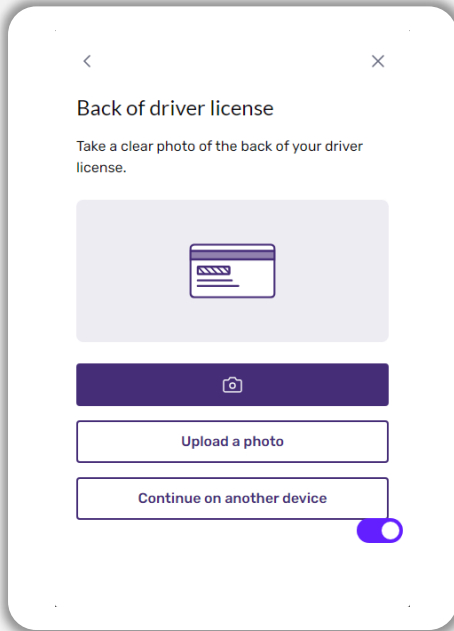 Back of driver license
Take a clear photo of the back of your driver
license.
Upload a photo
Continue on another device